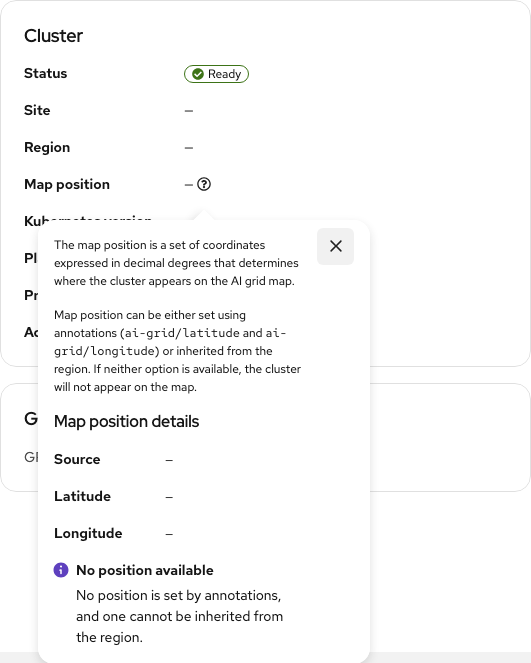 Cluster
Status
Ready
Site –
Region –
Map position –
Kubernetes version
The map position is a set of coordinates
expressed in decimal degrees that determines
where the cluster appears on the AI grid map.
Map position can be either set using
annotations (ai-grid/latitude and ai-
grid/longitude) or inherited from the
region. If neither option is available, the cluster
will not appear on the map.
Map position details
Source –
Latitude –
Longitude –
No position available
No position is set by annotations,
and one cannot be inherited from
the region.